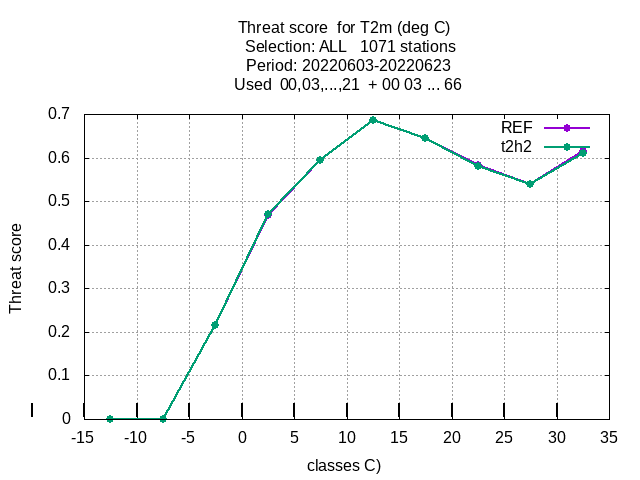 Threat score  for T2m (deg C)
Selection: ALL   1071 stations
Period: 20220603-20220623
Used  00,03,...,21  + 00 03 ... 66
REF
t2h2
0.7
0.6
0.5
0.4
0.3
0.2
0.1
0
Threat score
-15 -10 -5 0 5 10 15 20 25 30 35
classes C)